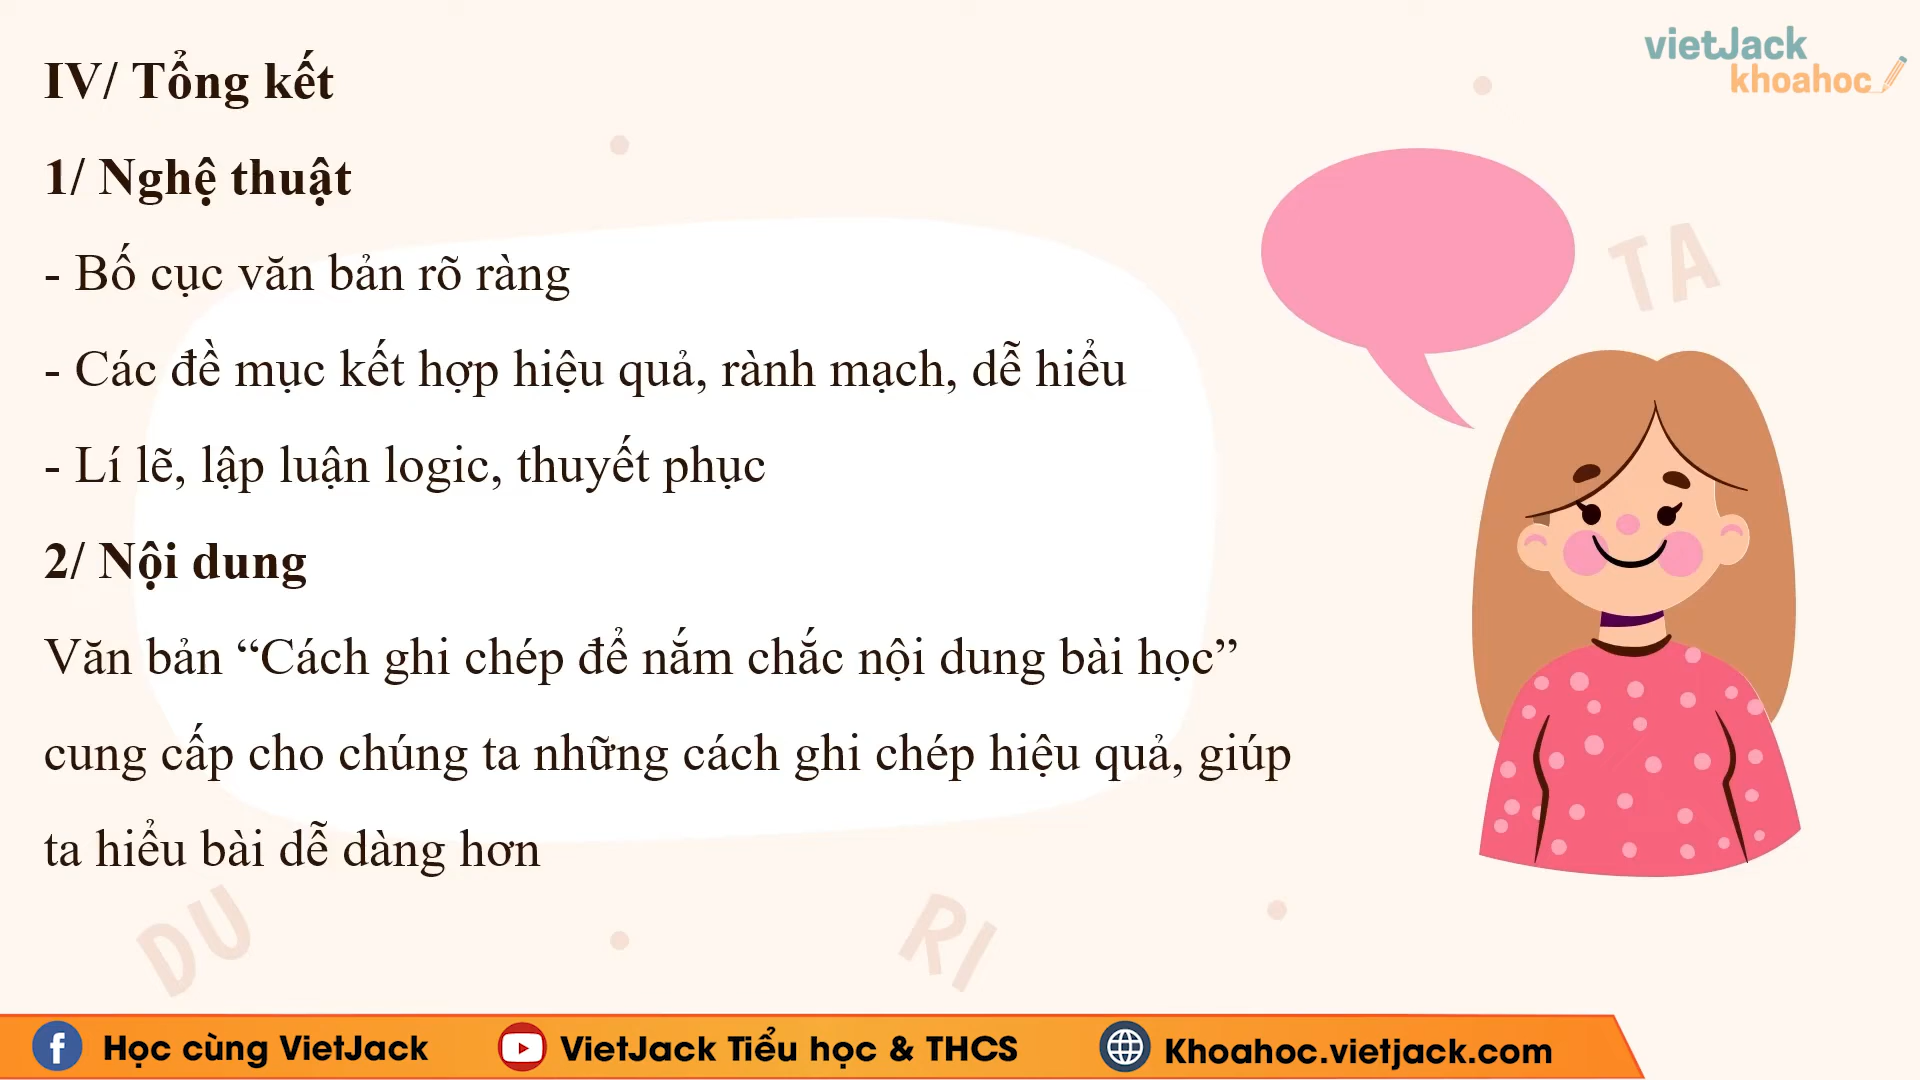 vietJack
khoahoc
IV/ Tổng kết
1/ Nghệ thuật
- Bố cục văn bản rõ ràng
- Các đề mục kết hợp hiệu quả, rành mạch, dễ hiểu
- Lí lẽ, lập luận logic, thuyết phục
2/ Nội dung
Văn bản “Cách ghi chép để nắm chắc nội dung bài học”
cung cấp cho chúng ta những cách ghi chép hiệu quả, giúp
ta hiểu bài dễ dàng hơn
TA
DU
RI
Học cùng VietJack
VietJack Tiểu học & THCS
Khoahoc.vietjack.com